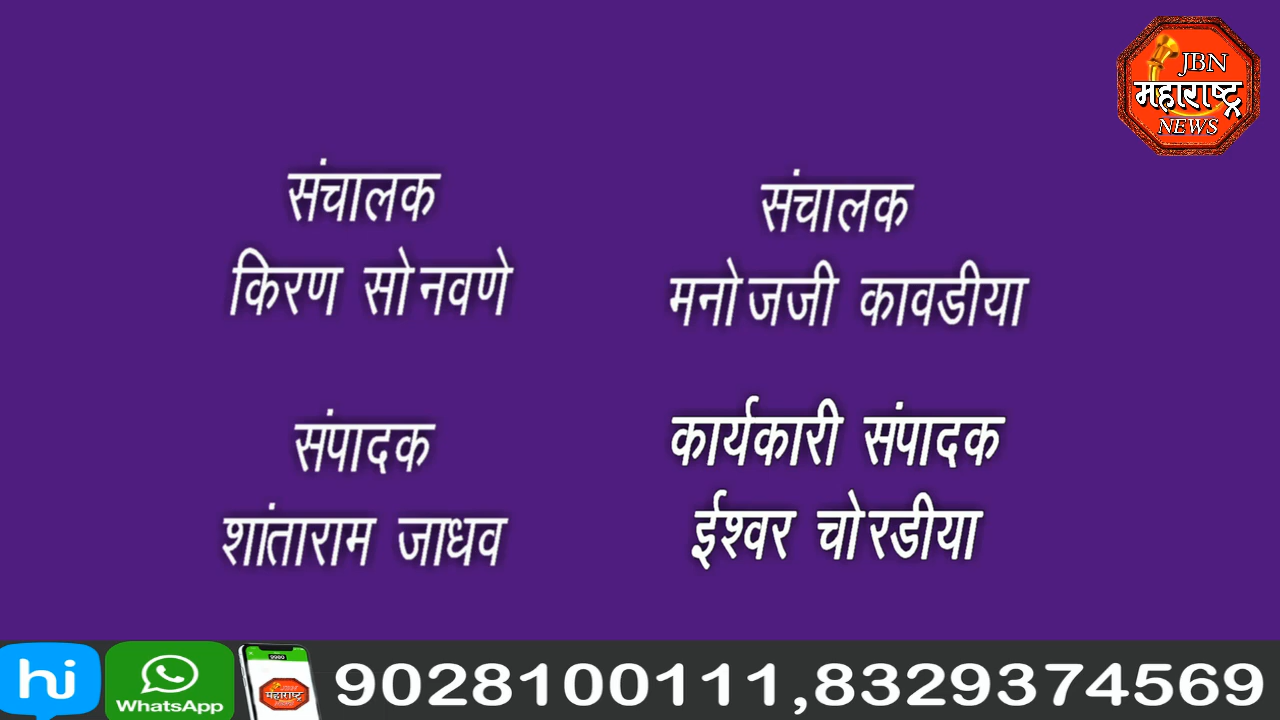 JBN
महाराष्ट्र
NEWS
संचालक
किरण सोनवणे
संचालक
मनोजजी कावडीया
संपादक
शांताराम जाधव
कार्यकारी संपादक
ईश्वर चोरडीया
hi
WhatsApp
महाराष्ट्र
9028100111,8329374569